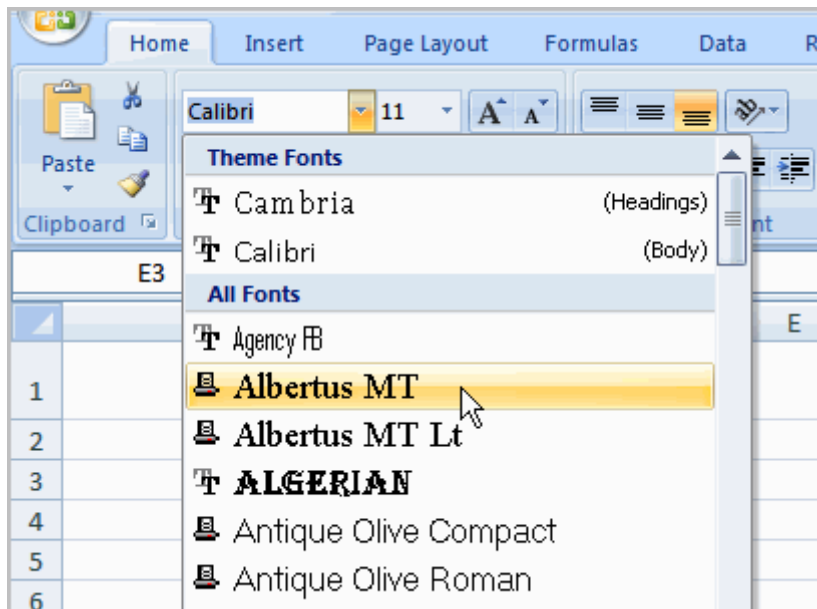 Home Insert Page Layout Formulas Data R
Calibri 11 A A
Paste
Clipboard nt
Theme Fonts
Cambria (Headings)
Calibri (Body)
All Fonts
Agency FB
Albertus MT
Albertus MT Lt
ALGERIAN
Antique Olive Compact
Antique Olive Roman
E3
E
1
2
3
4
5
6